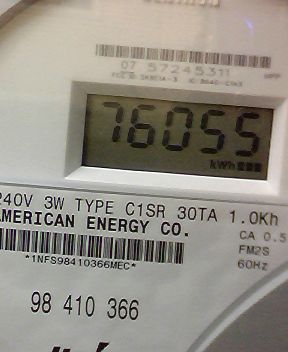 07 57245311
76055
kWh
240V 3W TYPE C1SR 30TA 1.0Kh
AMERICAN ENERGY CO.
CA 0.5
FM2S
60Hz
*1NFS98410366MEC*
98 410 366